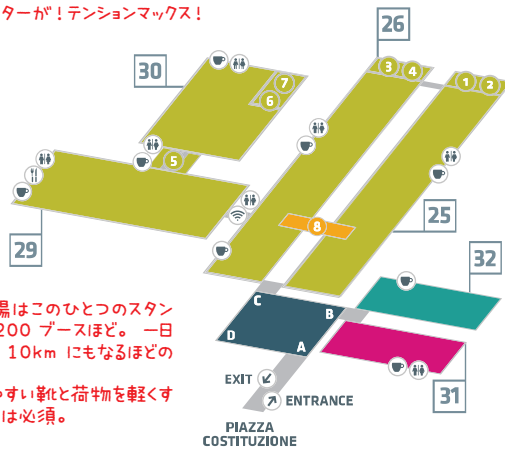 ターが！テンションマックス！
26
30
7
6
3
4
1
2
5
29
8
25
32
場はこのひとつのスタン
200 ブースほど。 一日
10km にもなるほどの
やすい靴と荷物を軽くす
は必須。
C
B
D
A
31
EXIT
ENTRANCE
PIAZZA
COSTITUZIONE